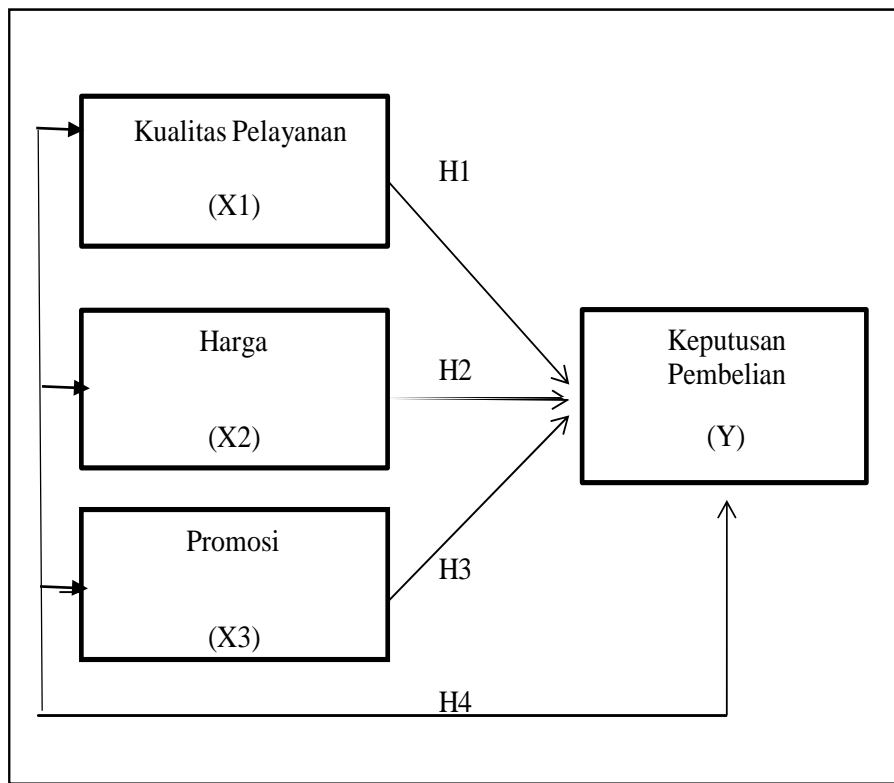 Kualitas Pelayanan
(X1)
H1
Harga
(X2)
H2
Keputusan
Pembelian
(Y)
Promosi
(X3)
H3
H4